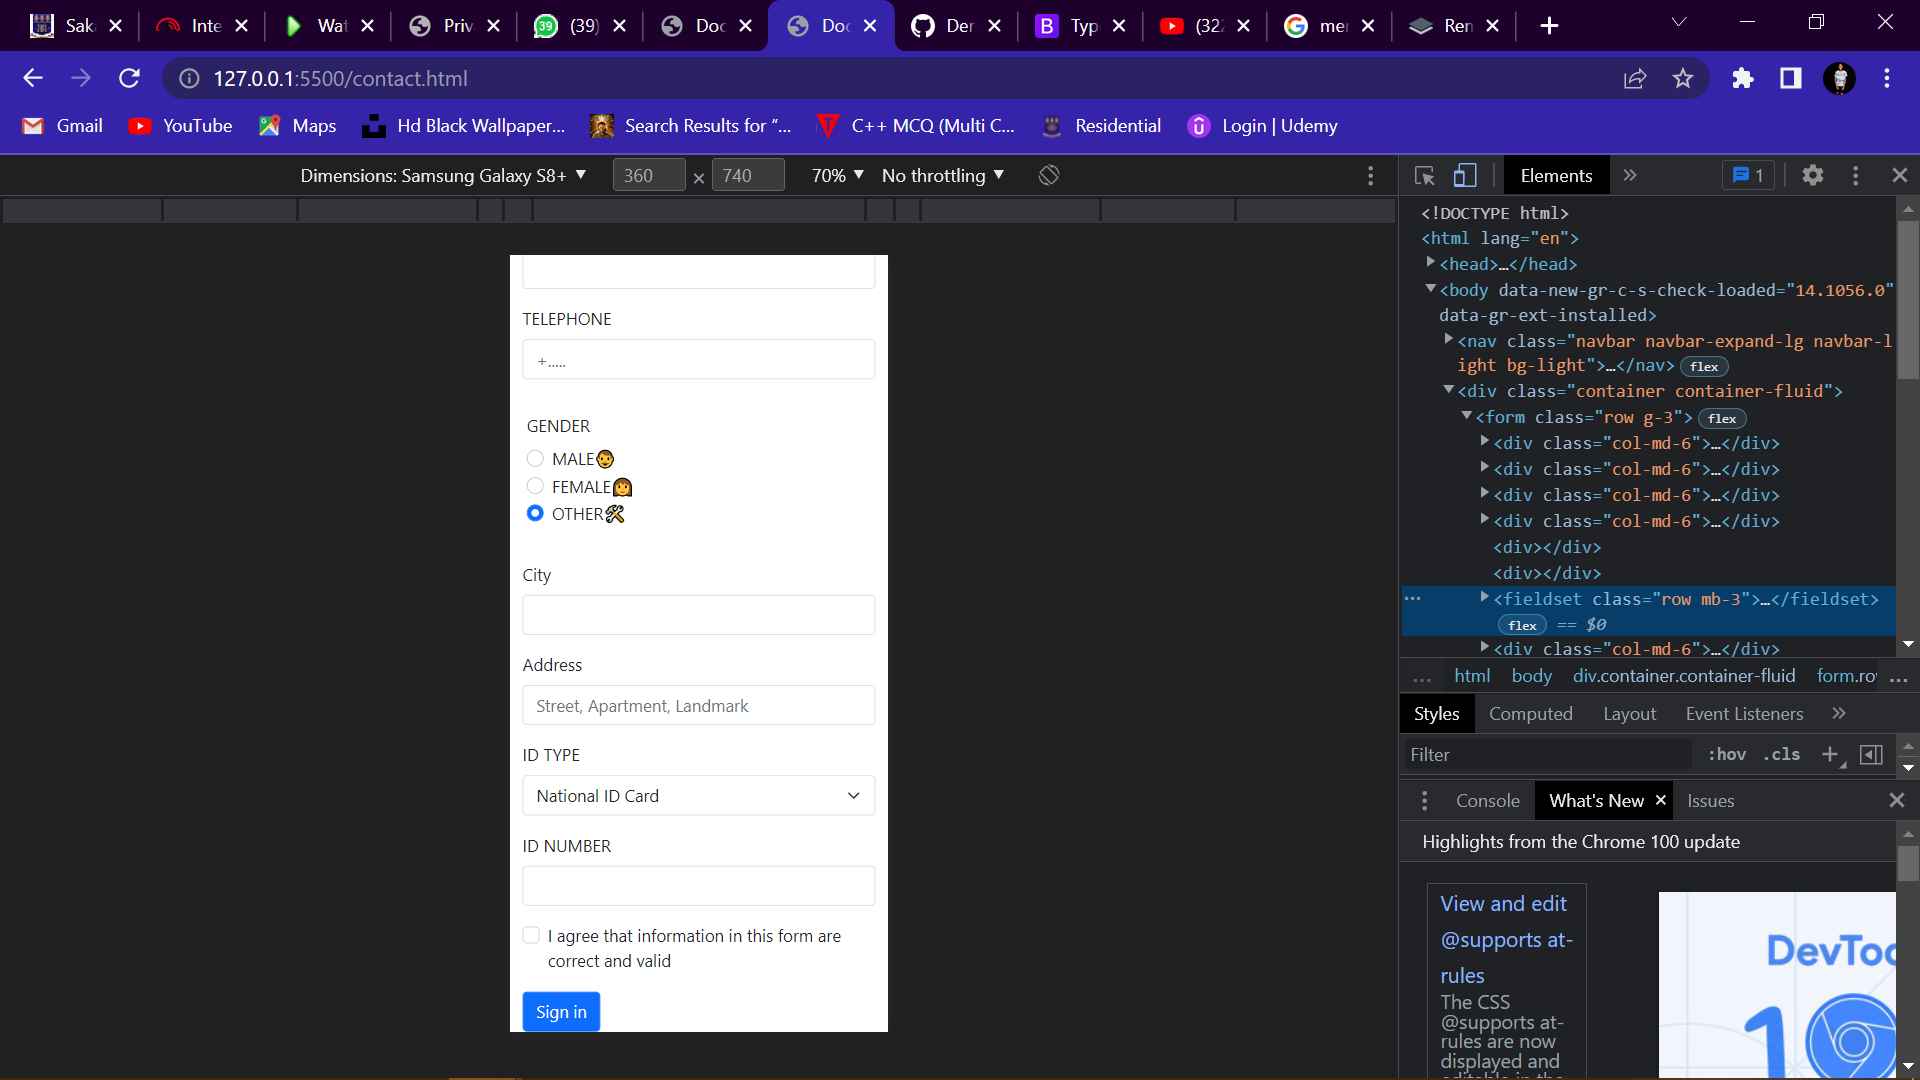 Sak Inte Wat Priv (39) Doc Doc Der Typ (322 me Ren
127.0.0.1:5500/contact.html
Gmail YouTube Maps Hd Black Wallpaper... Search Results for “... C++ MCQ (Multi C... Residential Login | Udemy
Dimensions: Samsung Galaxy S8+ 360 × 740 70% No throttling
TELEPHONE
+.....
GENDER
MALE👨
FEMALE👩
OTHER🛠
City
Address
Street, Apartment, Landmark
ID TYPE
National ID Card
ID NUMBER
I agree that information in this form are
correct and valid
Sign in
Elements » 1
<!DOCTYPE html>
<html lang="en">
<head>…</head>
<body data-new-gr-c-s-check-loaded="14.1056.0"
data-gr-ext-installed>
<nav class="navbar navbar-expand-lg navbar-l
ight bg-light">…</nav> flex
<div class="container container-fluid">
<form class="row g-3"> flex
<div class="col-md-6">…</div>
<div class="col-md-6">…</div>
<div class="col-md-6">…</div>
<div class="col-md-6">…</div>
<div></div>
<div></div>
<fieldset class="row mb-3">…</fieldset>
flex == $0
<div class="col-md-6">…</div>
... html body div.container.container-fluid form.ro ...
Styles Computed Layout Event Listeners »
Filter :hov .cls +
Console What's New × Issues
Highlights from the Chrome 100 update
View and edit
@supports at-
rules
The CSS
@supports at-
rules are now
displayed and
editable in the
DevToo
10